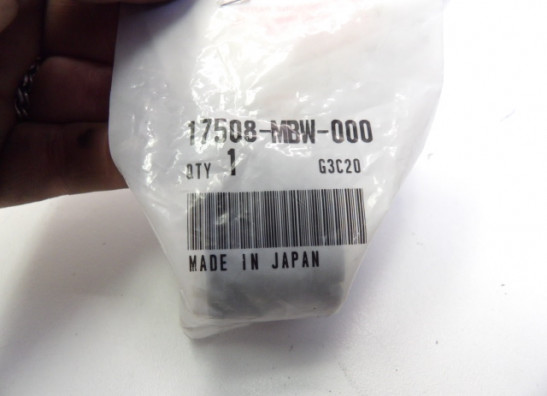 17508-MBW-000
QTY 1 G3C20
MADE IN JAPAN